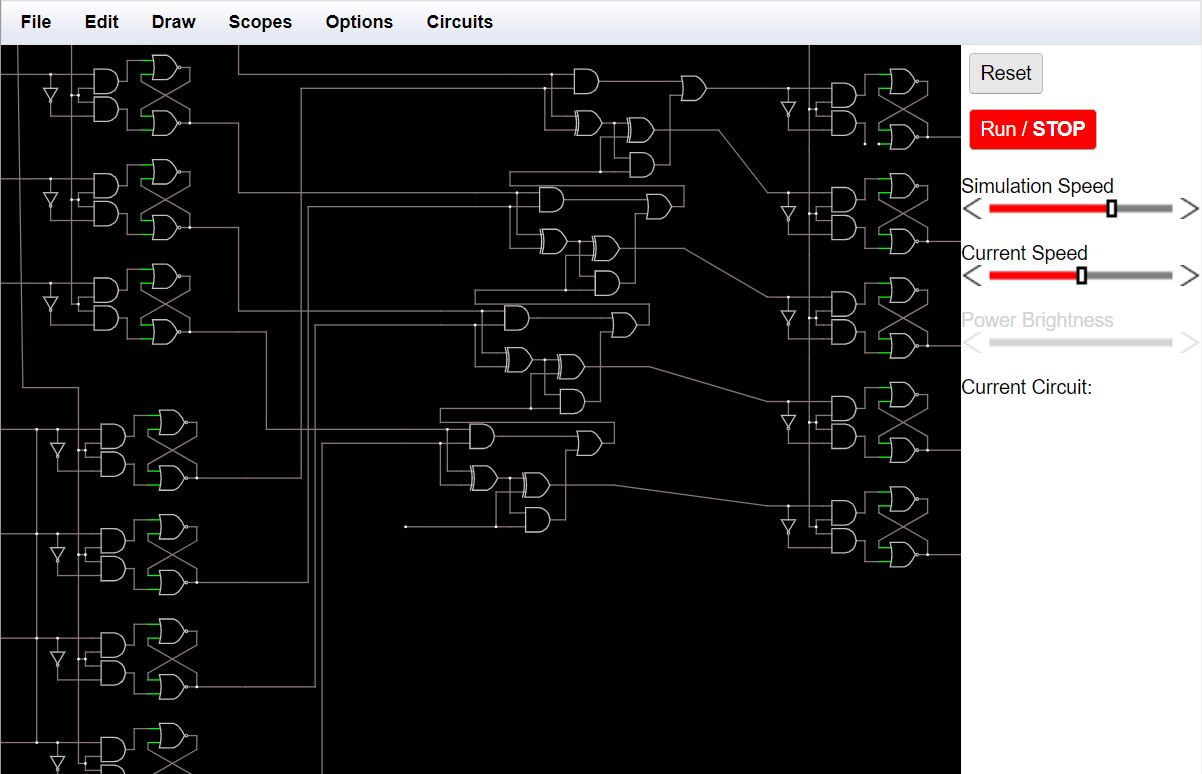 File Edit Draw Scopes Options Circuits
Reset
Run / STOP
Simulation Speed
Current Speed
Power Brightness
Current Circuit: